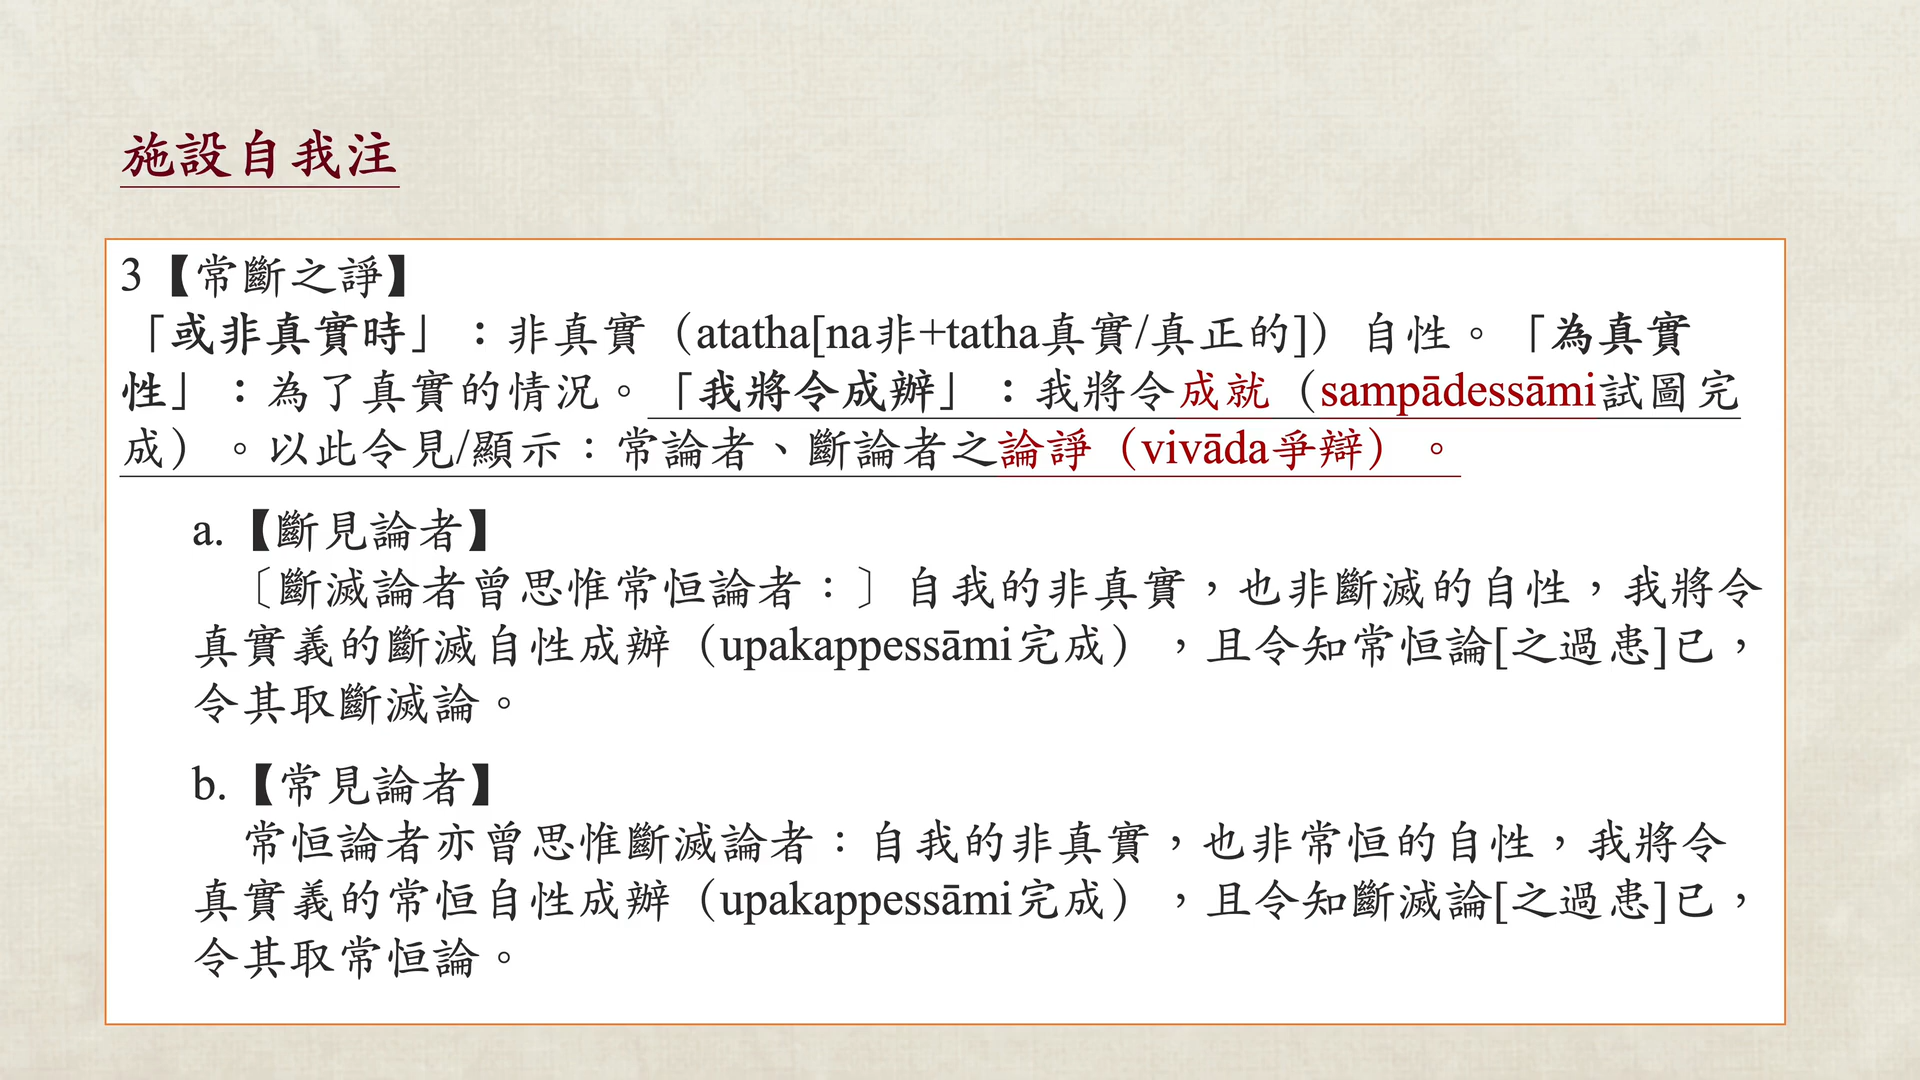 施設自我注
3【常斷之諍】
「或非真實時」：非真實（atatha[na非+tatha真實/真正的]）自性。「為真實
性」：為了真實的情況。「我將令成辦」：我將令成就（sampādessāmi試圖完
成）。以此令見/顯示：常論者、斷論者之論諍（vivāda爭辯）。
a.【斷見論者】
〔斷滅論者曾思惟常恒論者：〕自我的非真實，也非斷滅的自性，我將令
真實義的斷滅自性成辦（upakappessāmi完成），且令知常恒論[之過患]已，
令其取斷滅論。
b.【常見論者】
常恒論者亦曾思惟斷滅論者：自我的非真實，也非常恒的自性，我將令
真實義的常恒自性成辦（upakappessāmi完成），且令知斷滅論[之過患]已，
令其取常恒論。